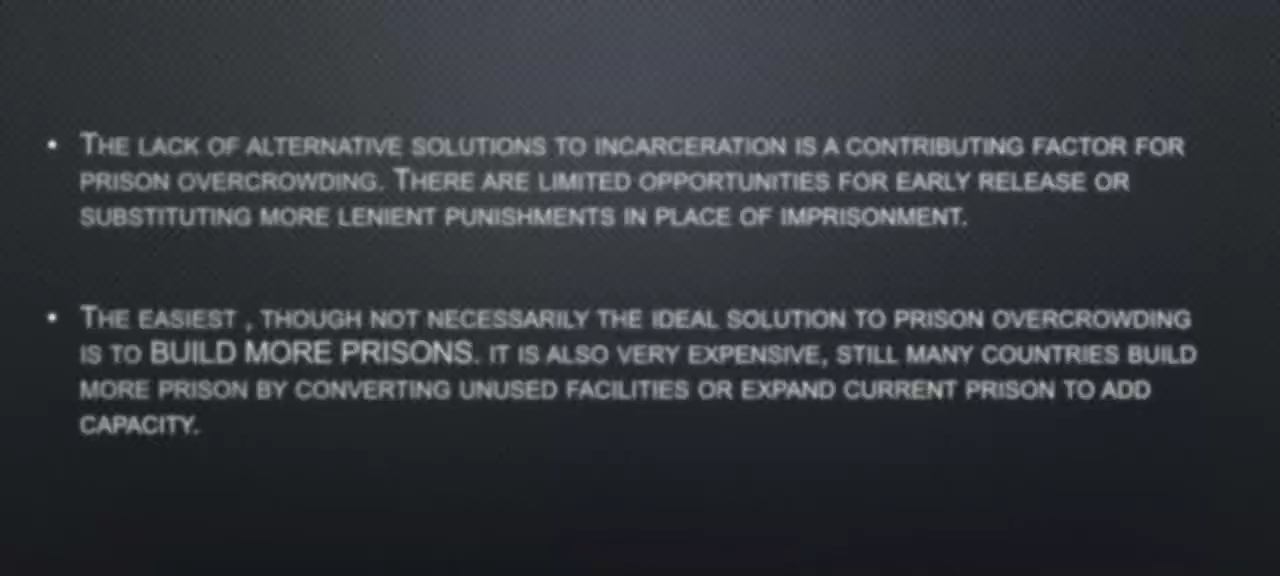 • The lack of alternative solutions to incarceration is a contributing factor for
prison overcrowding. There are limited opportunities for early release or
substituting more lenient punishments in place of imprisonment.
• The easiest , though not necessarily the ideal solution to prison overcrowding
is to BUILD MORE PRISONS. it is also very expensive, still many countries build
more prison by converting unused facilities or expand current prison to add
capacity.